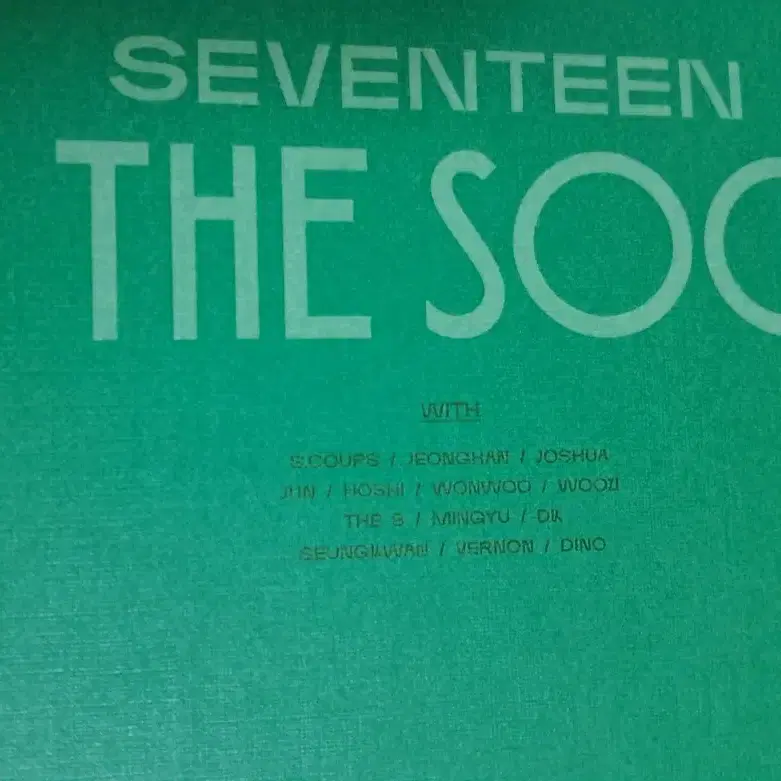 SEVENTEEN
THE SOO
WITH
S.COUPS / JEONGHAN / JOSHUA
JUN / HOSHI / WONWOO / WOOZI
THE 8 / MINGYU / DK
SEUNGKWAN / VERNON / DINO